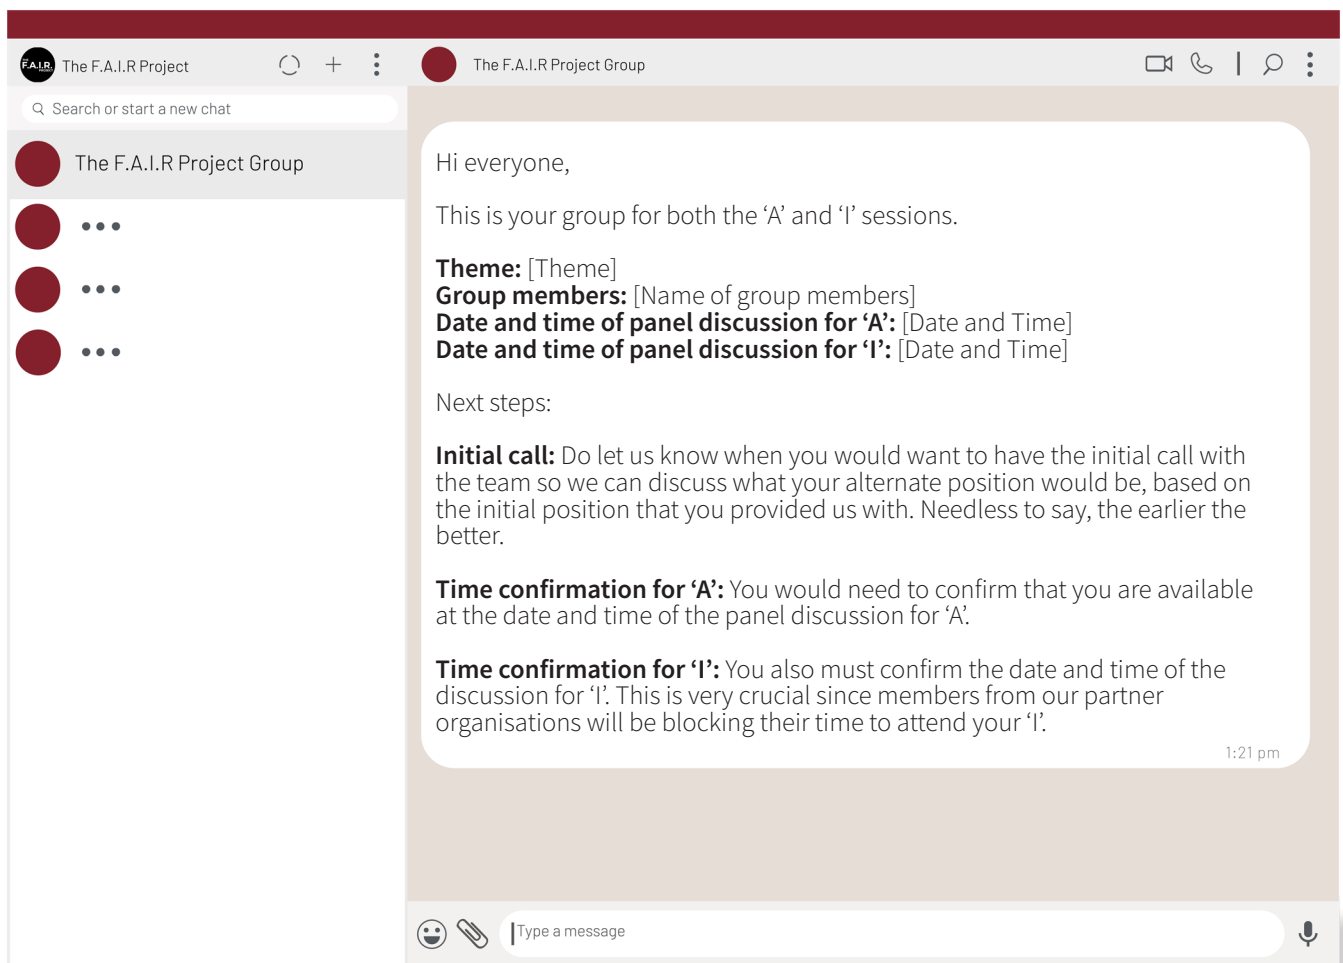 The F.A.I.R Project
Search or start a new chat
The F.A.I.R Project Group
The F.A.I.R Project Group
Hi everyone,
This is your group for both the ‘A’ and ‘I’ sessions.
Theme: [Theme]
Group members: [Name of group members]
Date and time of panel discussion for ‘A’: [Date and Time]
Date and time of panel discussion for ‘I’: [Date and Time]
Next steps:
Initial call: Do let us know when you would want to have the initial call with
the team so we can discuss what your alternate position would be, based on
the initial position that you provided us with. Needless to say, the earlier the
better.
Time confirmation for ‘A’: You would need to confirm that you are available
at the date and time of the panel discussion for ‘A’.
Time confirmation for ‘I’: You also must confirm the date and time of the
discussion for ‘I’. This is very crucial since members from our partner
organisations will be blocking their time to attend your ‘I’.
1:21 pm
Type a message